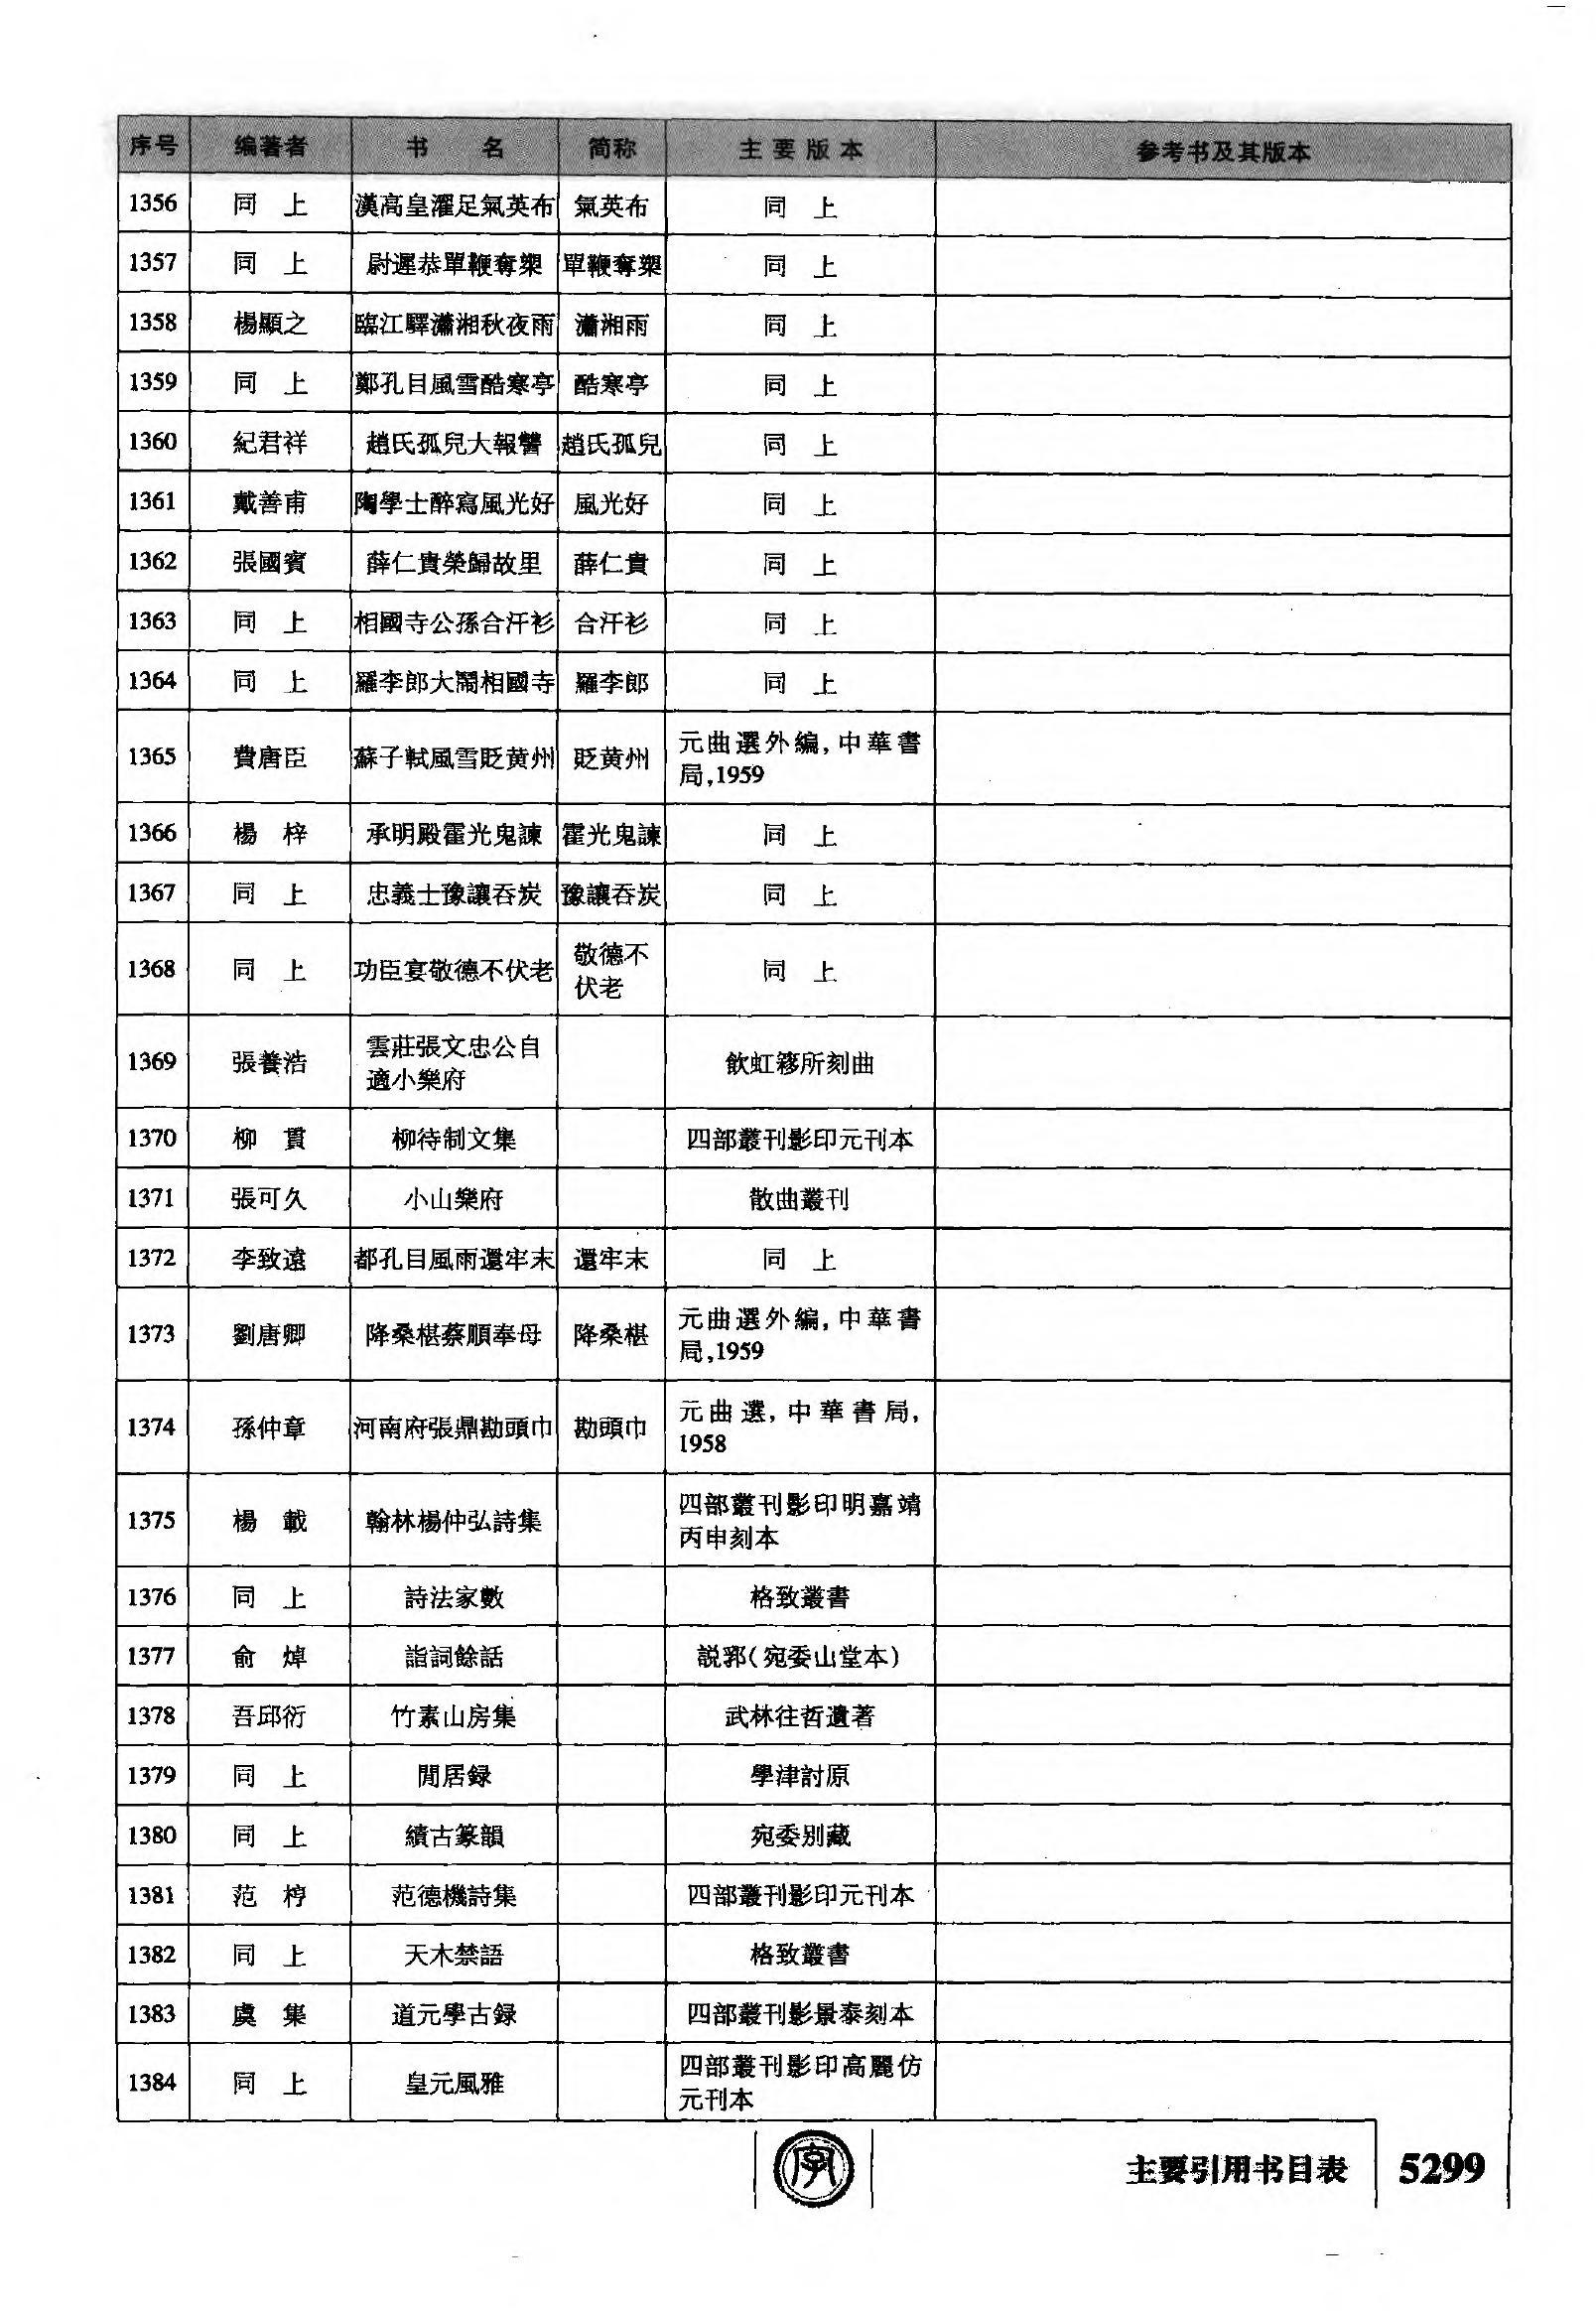 序号 编著者 书 名 简称 主要版本 参考书及其版本
1356 同 上 漢高皇濯足氣英布 氣英布 同 上
1357 同 上 尉遲恭單鞭奪槊 單鞭奪槊 同 上
1358 楊顯之 臨江驛瀟湘秋夜雨 瀟湘雨 同 上
1359 同 上 鄭孔目風雪酷寒亭 酷寒亭 同 上
1360 紀君祥 趙氏孤兒大報讐 趙氏孤兒 同 上
1361 戴善甫 陶學士醉寫風光好 風光好 同 上
1362 張國賓 薛仁貴榮歸故里 薛仁貴 同 上
1363 同 上 相國寺公孫合汗衫 合汗衫 同 上
1364 同 上 羅李郎大鬧相國寺 羅李郎 同 上
1365 費唐臣 蘇子軾風雪貶黄州 貶黄州 元曲選外編,中華書
局,1959
1366 楊 梓 承明殿霍光鬼諫 霍光鬼諫 同 上
1367 同 上 忠義士豫讓吞炭 豫讓吞炭 同 上
1368 同 上 功臣宴敬德不伏老 敬德不
伏老 同 上
1369 張養浩 雲莊張文忠公自
適小樂府 飲虹簃所刻曲
1370 柳 貫 柳待制文集 四部叢刊影印元刊本
1371 張可久 小山樂府 散曲叢刊
1372 李致遠 都孔目風雨還牢末 還牢末 同 上
1373 劉唐卿 降桑椹蔡順奉母 降桑椹 元曲選外編,中華書
局,1959
1374 孫仲章 河南府張鼎勘頭巾 勘頭巾 元曲選,中華書局,
1958
1375 楊 載 翰林楊仲弘詩集 四部叢刊影印明嘉靖
丙申刻本
1376 同 上 詩法家數 格致叢書
1377 俞 焯 詣詞餘話 説郛(宛委山堂本)
1378 吾邱衍 竹素山房集 武林往哲遺著
1379 同 上 閒居録 學津討原
1380 同 上 續古篆韻 宛委别藏
1381 范 梈 范德機詩集 四部叢刊影印元刊本
1382 同 上 天木禁語 格致叢書
1383 虞 集 道元學古録 四部叢刊影景泰刻本
1384 同 上 皇元風雅 四部叢刊影印高麗仿
元刊本
字 主要引用书目表 5299